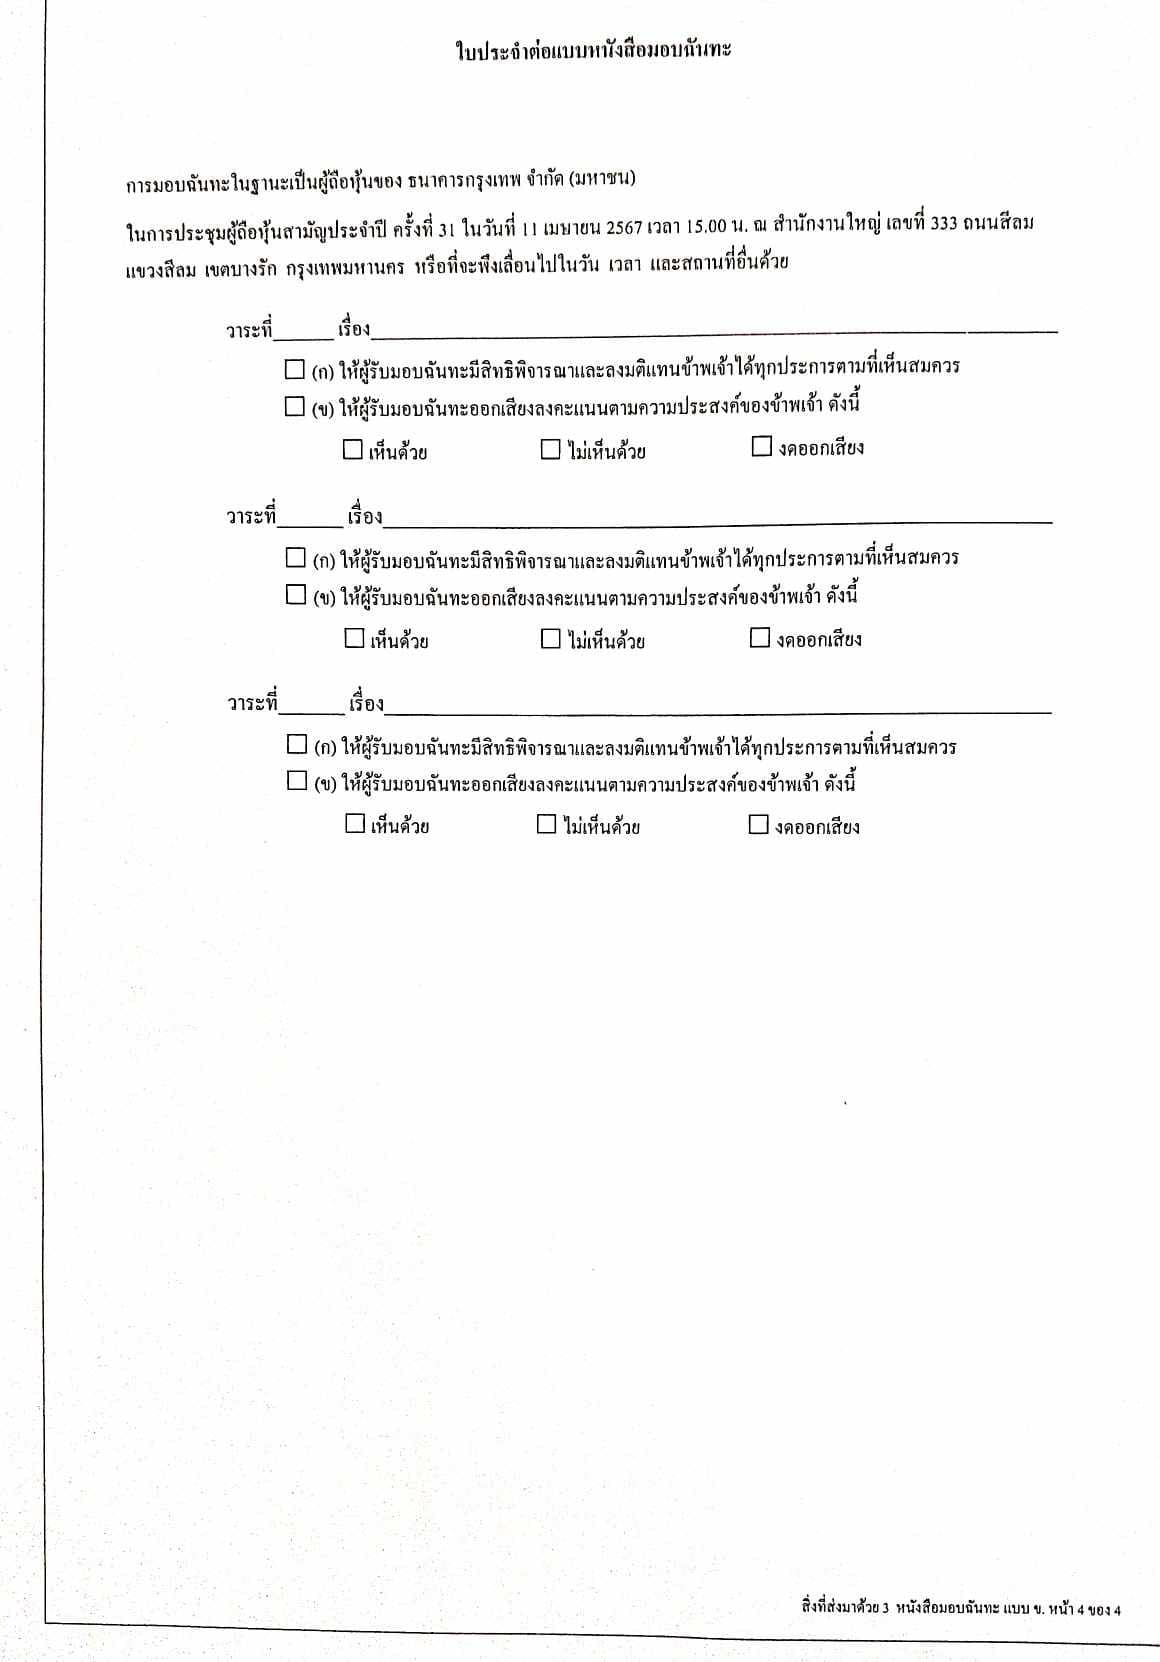 ใบประจำต่อแบบหนังสือมอบฉันทะ
การมอบฉันทะในฐานะเป็นผู้ถือหุ้นของ ธนาคารกรุงเทพ จำกัด (มหาชน)
ในการประชุมผู้ถือหุ้นสามัญประจำปี ครั้งที่ 31 ในวันที่ 11 เมษายน 2567 เวลา 15.00 น. ณ สำนักงานใหญ่ เลขที่ 333 ถนนสีลม
แขวงสีลม เขตบางรัก กรุงเทพมหานคร หรือที่จะพึงเลื่อนไปในวัน เวลา และสถานที่อื่นด้วย
วาระที่______ เรื่อง____________________
☐ (ก) ให้ผู้รับมอบฉันทะมีสิทธิพิจารณาและลงมติแทนข้าพเจ้าได้ทุกประการตามที่เห็นสมควร
☐ (ข) ให้ผู้รับมอบฉันทะออกเสียงลงคะแนนตามความประสงค์ของข้าพเจ้า ดังนี้
☐ เห็นด้วย ☐ ไม่เห็นด้วย ☐ งดออกเสียง
วาระที่______ เรื่อง____________________
☐ (ก) ให้ผู้รับมอบฉันทะมีสิทธิพิจารณาและลงมติแทนข้าพเจ้าได้ทุกประการตามที่เห็นสมควร
☐ (ข) ให้ผู้รับมอบฉันทะออกเสียงลงคะแนนตามความประสงค์ของข้าพเจ้า ดังนี้
☐ เห็นด้วย ☐ ไม่เห็นด้วย ☐ งดออกเสียง
วาระที่______ เรื่อง____________________
☐ (ก) ให้ผู้รับมอบฉันทะมีสิทธิพิจารณาและลงมติแทนข้าพเจ้าได้ทุกประการตามที่เห็นสมควร
☐ (ข) ให้ผู้รับมอบฉันทะออกเสียงลงคะแนนตามความประสงค์ของข้าพเจ้า ดังนี้
☐ เห็นด้วย ☐ ไม่เห็นด้วย ☐ งดออกเสียง
สิ่งที่ส่งมาด้วย 3 หนังสือมอบฉันทะ แบบ ข. หน้า 4 ของ 4